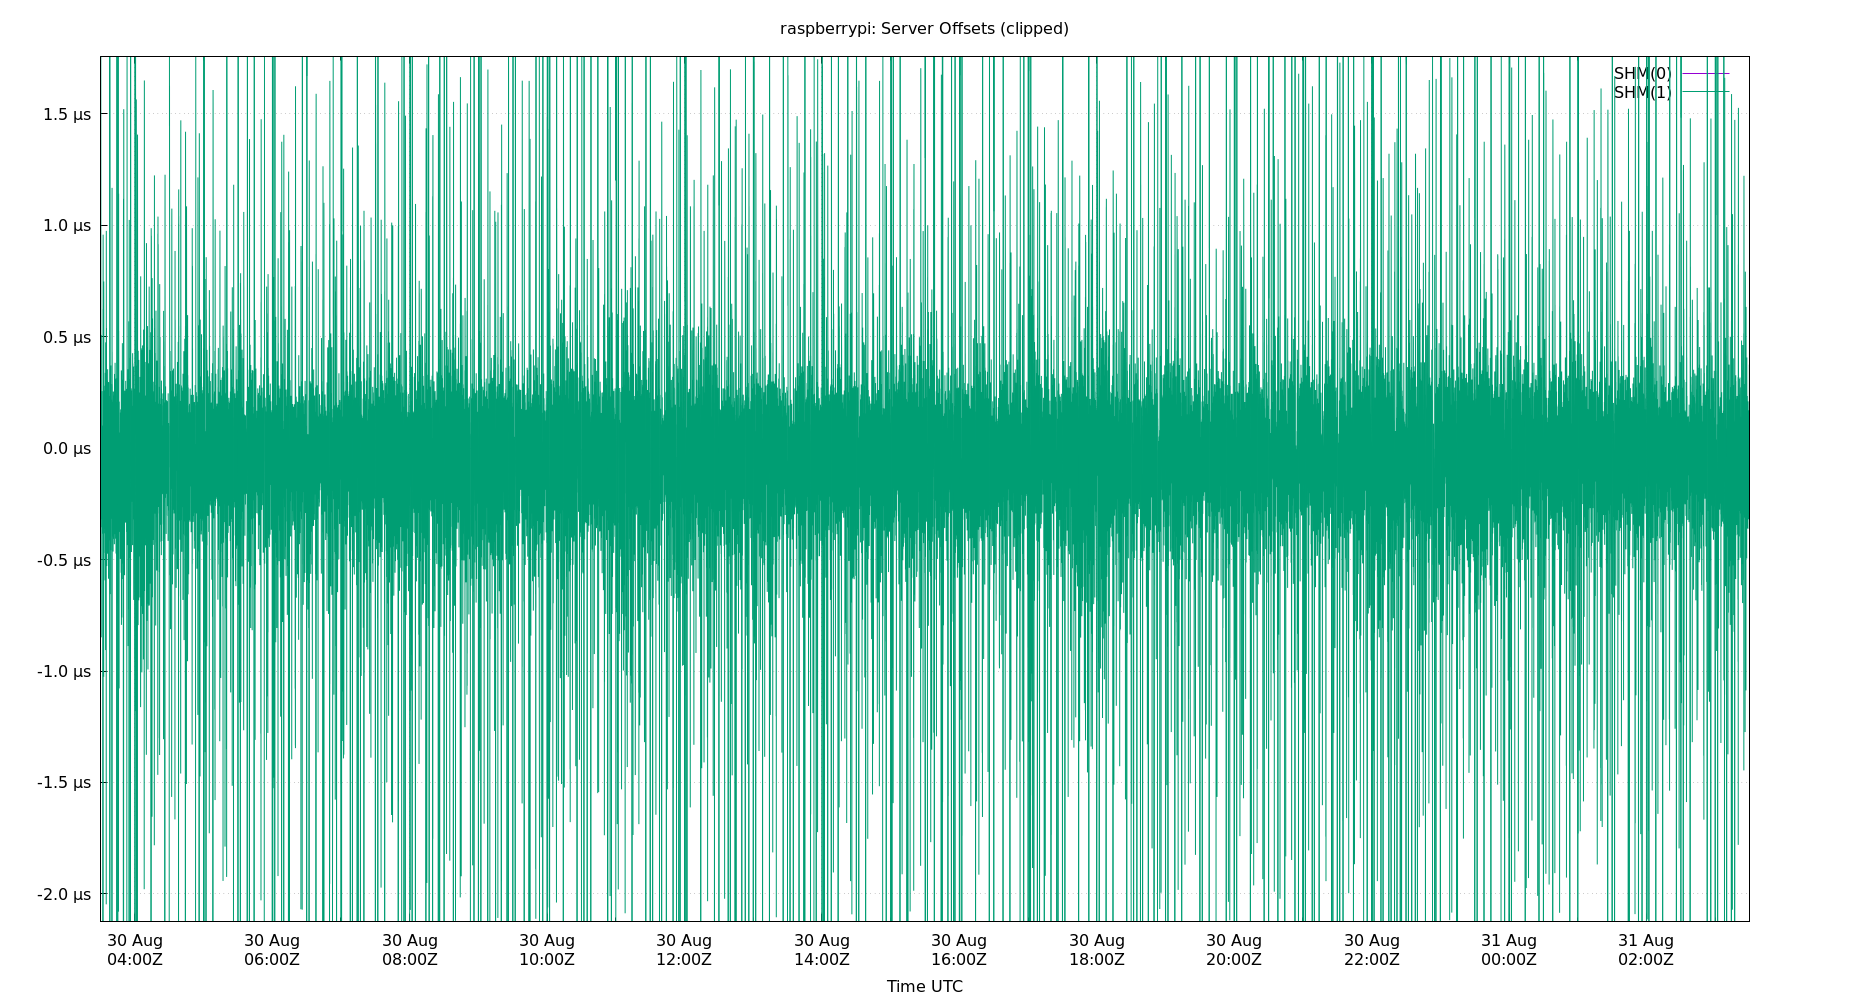 raspberrypi: Server Offsets (clipped)
SHM(0)
SHM(1)
1.5 µs
1.0 µs
0.5 µs
0.0 µs
-0.5 µs
-1.0 µs
-1.5 µs
-2.0 µs
30 Aug 30 Aug 30 Aug 30 Aug 30 Aug 30 Aug 30 Aug 30 Aug 30 Aug 30 Aug 31 Aug 31 Aug
04:00Z 06:00Z 08:00Z 10:00Z 12:00Z 14:00Z 16:00Z 18:00Z 20:00Z 22:00Z 00:00Z 02:00Z
Time UTC